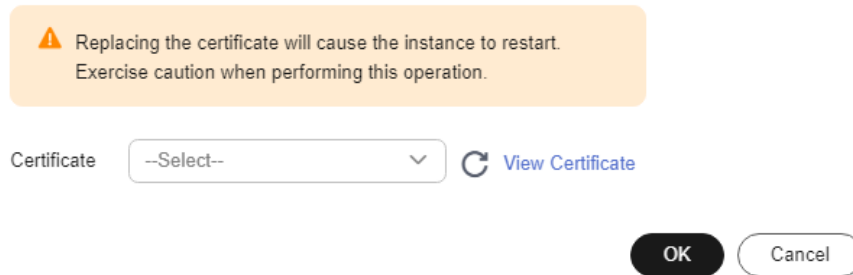 Replacing the certificate will cause the instance to restart.
Exercise caution when performing this operation.
Certificate
--Select--
View Certificate
OK
Cancel